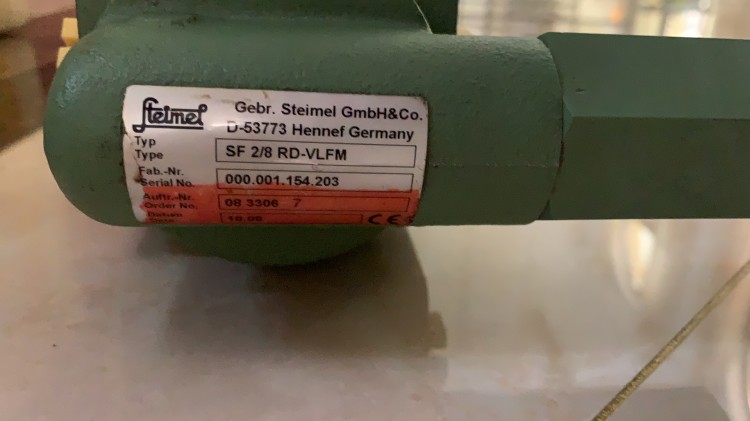 Steimel
Gebr. Steimel GmbH&Co.
D-53773 Hennef Germany
Typ
Type
SF 2/8 RD-VLFM
Fab.-Nr.
Serial No.
000.001.154.203
Auftr.-Nr.
Order No.
08 3306 7
CE